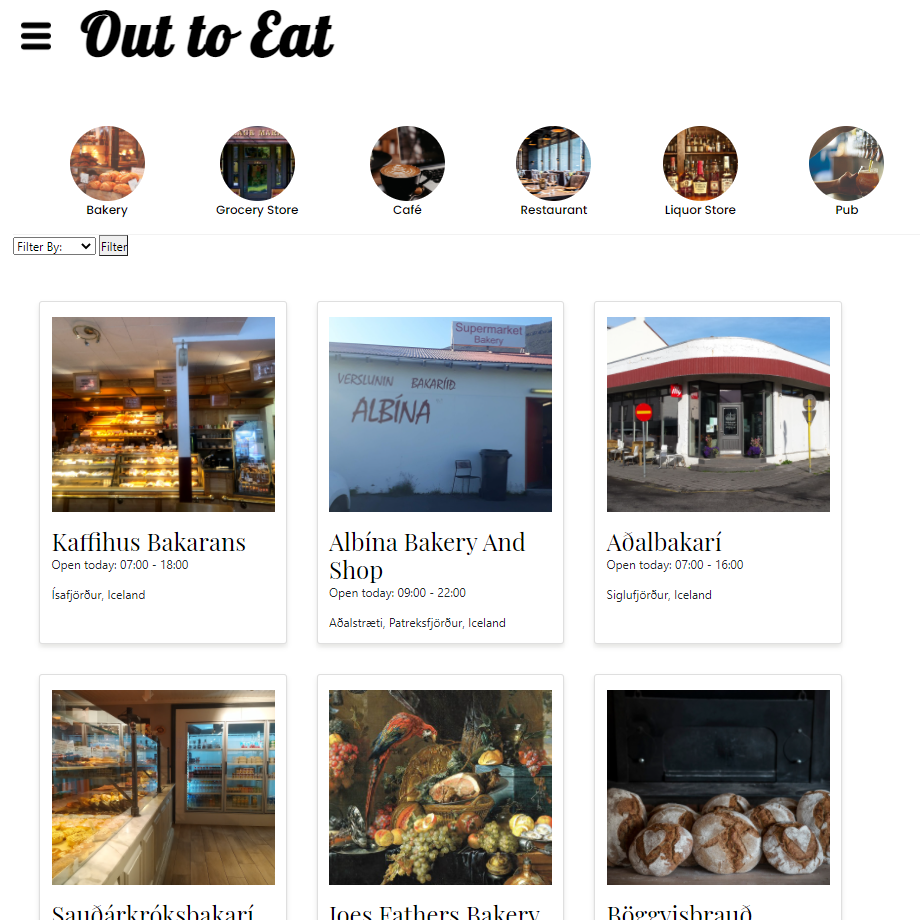 Out to Eat
Bakery
Grocery Store
Café
Restaurant
Liquor Store
Pub
Filter By:
Filter
Supermarket
Bakery
VERSLUNIN BAKARÍIÐ
ALBÍNA
Kaffihus Bakarans
Open today: 07:00 - 18:00
Ísafjörður, Iceland
Albína Bakery And
Shop
Open today: 09:00 - 22:00
Aðalstræti, Patreksfjörður, Iceland
Aðalbakarí
Open today: 07:00 - 16:00
Siglufjörður, Iceland
Sauðárkróksbakarí
Joes Fathers Bakery
Böggvisbrauð